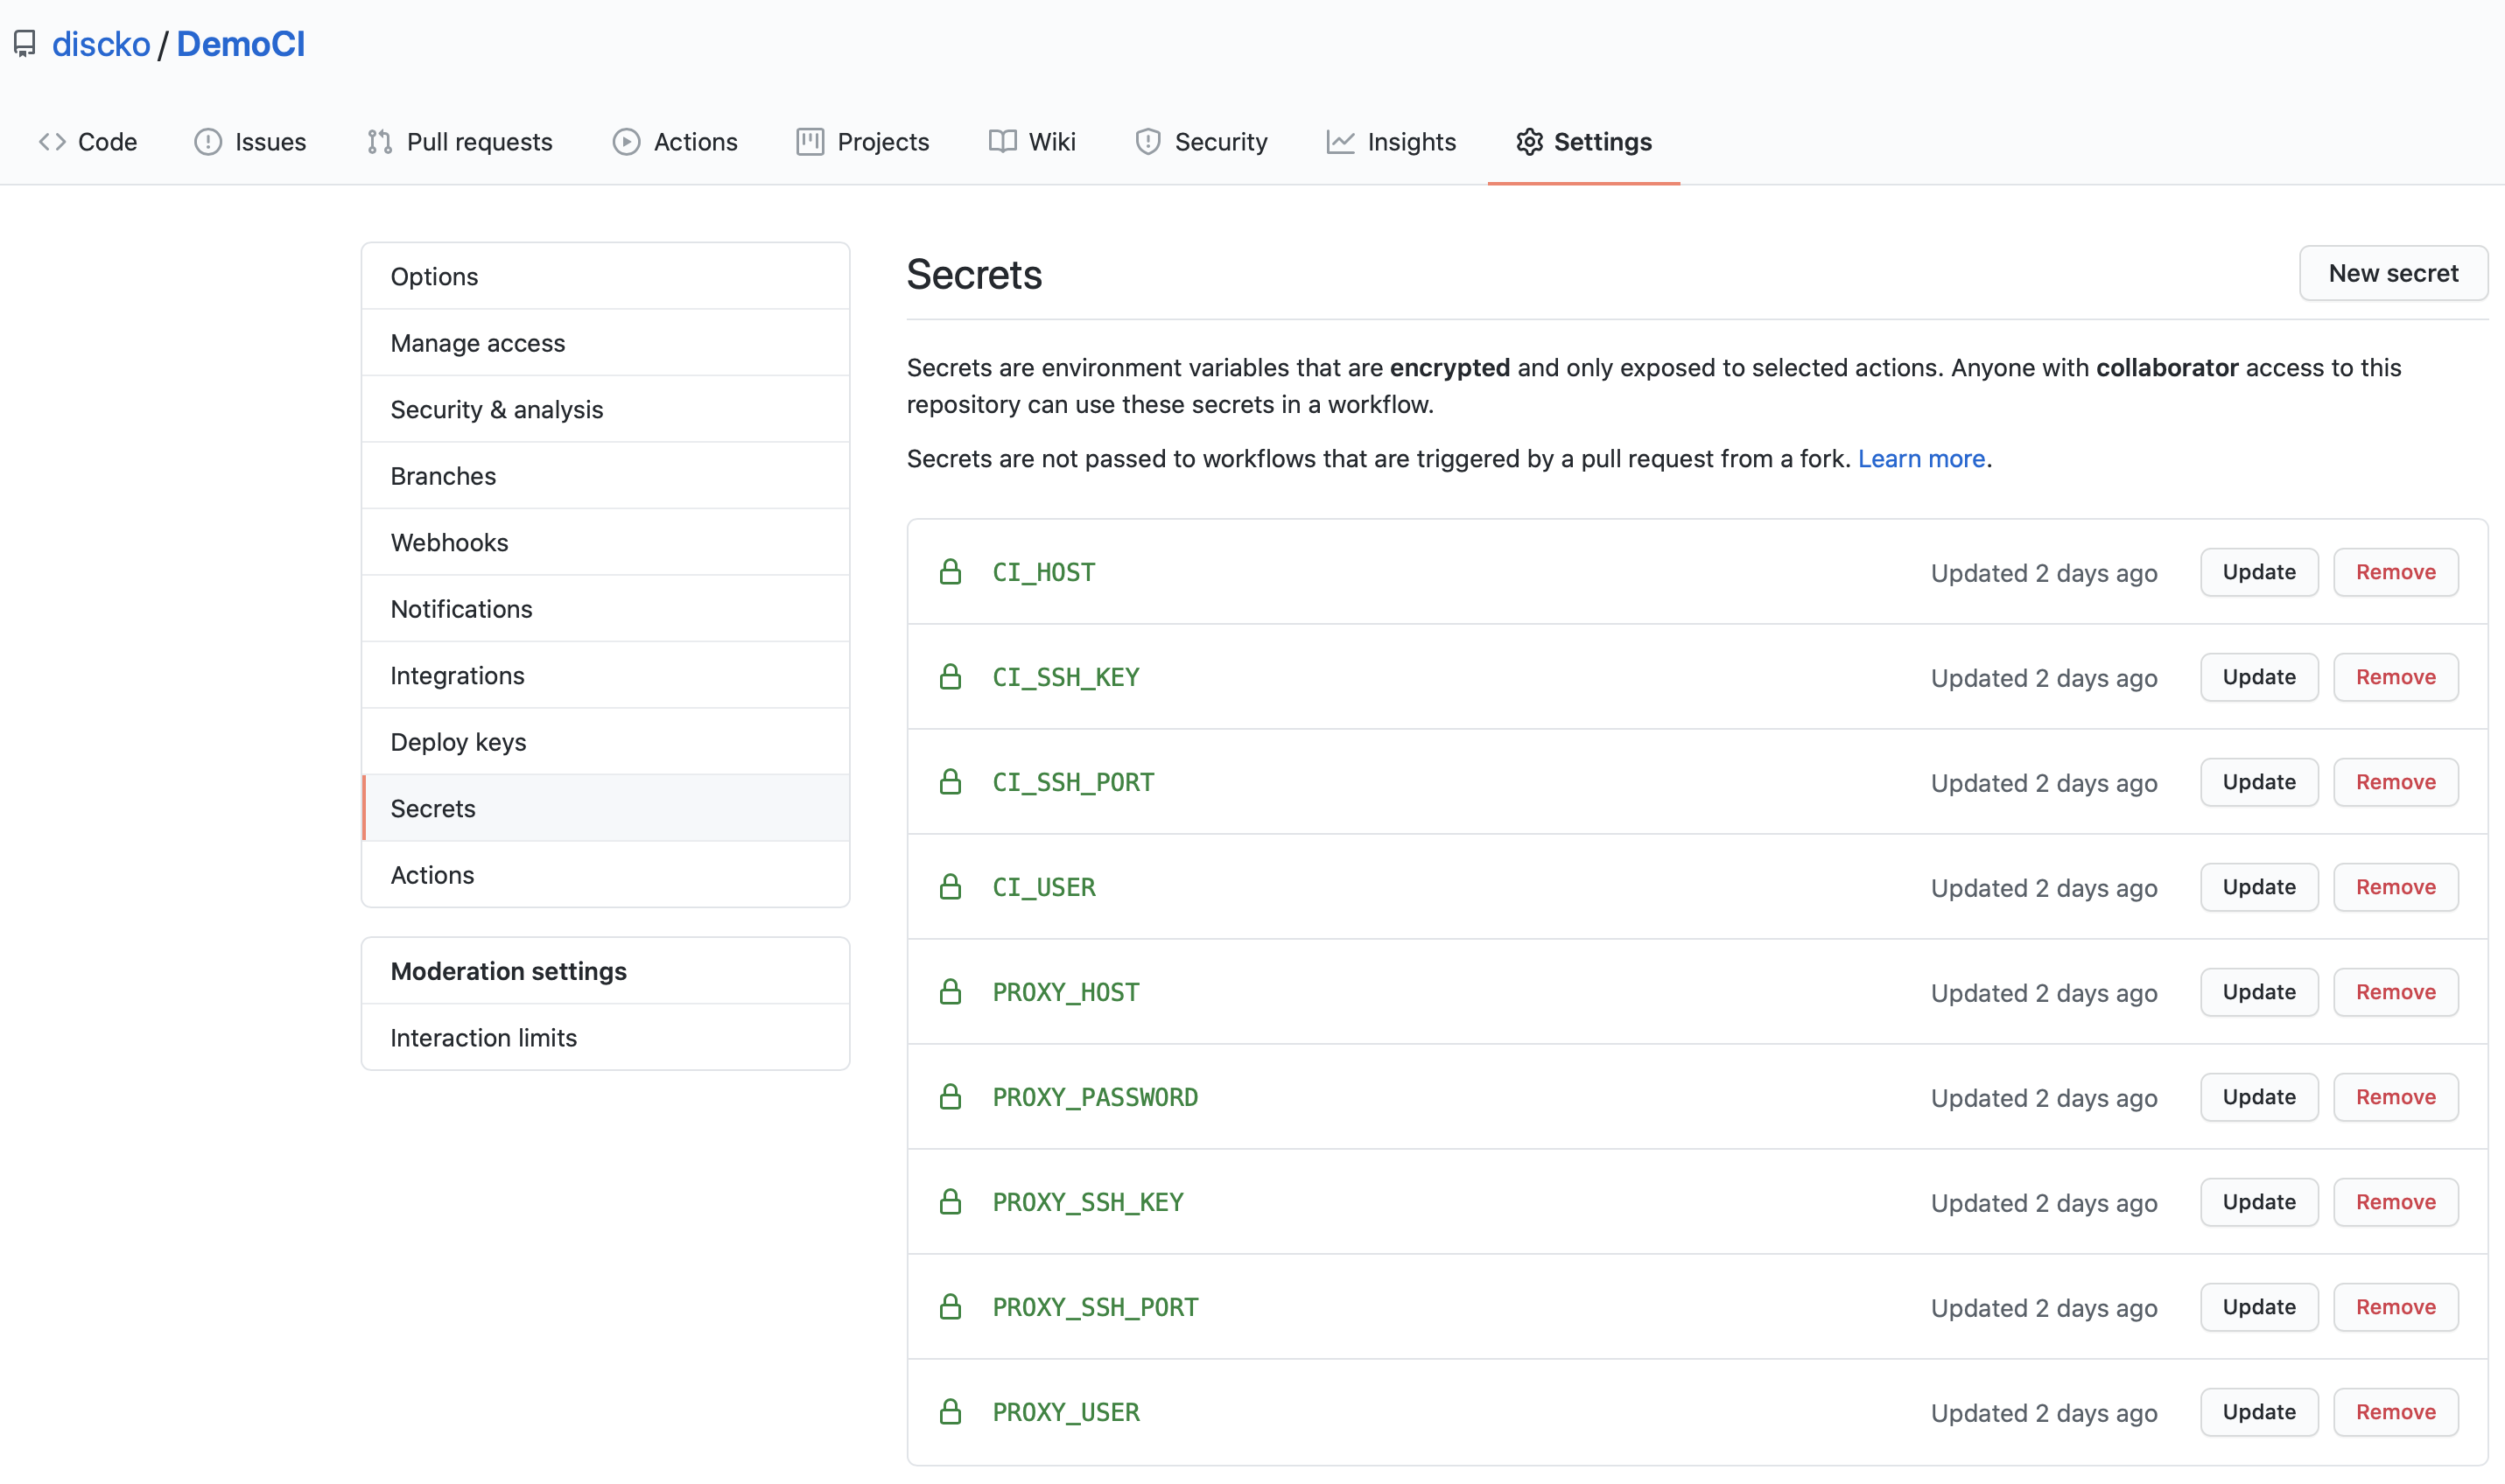 discko / DemoCI
Code Issues Pull requests Actions Projects Wiki Security Insights Settings
Options
Manage access
Security & analysis
Branches
Webhooks
Notifications
Integrations
Deploy keys
Secrets
Actions
Moderation settings
Interaction limits
Secrets New secret
Secrets are environment variables that are encrypted and only exposed to selected actions. Anyone with collaborator access to this
repository can use these secrets in a workflow.
Secrets are not passed to workflows that are triggered by a pull request from a fork. Learn more.
CI_HOST Updated 2 days ago Update Remove
CI_SSH_KEY Updated 2 days ago Update Remove
CI_SSH_PORT Updated 2 days ago Update Remove
CI_USER Updated 2 days ago Update Remove
PROXY_HOST Updated 2 days ago Update Remove
PROXY_PASSWORD Updated 2 days ago Update Remove
PROXY_SSH_KEY Updated 2 days ago Update Remove
PROXY_SSH_PORT Updated 2 days ago Update Remove
PROXY_USER Updated 2 days ago Update Remove